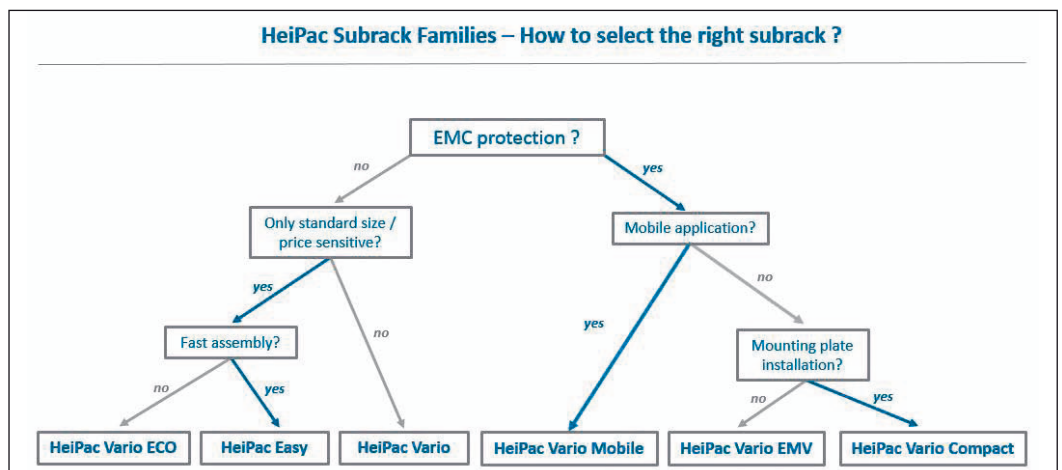 HeiPac Subrack Families – How to select the right subrack ?
EMC protection ?
no
yes
Only standard size /
price sensitive?
Mobile application?
yes
no
yes
no
Fast assembly?
Mounting plate
installation?
no
yes
no
yes
HeiPac Vario ECO
HeiPac Easy
HeiPac Vario
HeiPac Vario Mobile
HeiPac Vario EMV
HeiPac Vario Compact